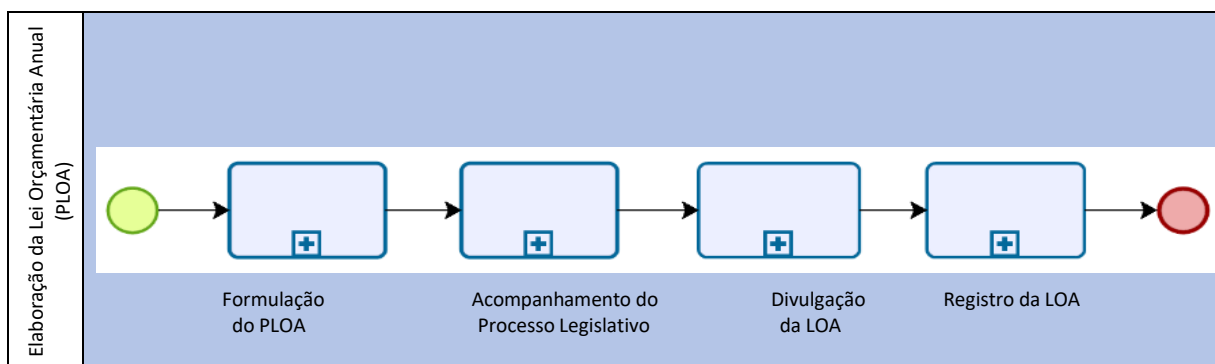 Elaboração da Lei Orçamentária Anual
(PLOA)
Formulação
do PLOA
Acompanhamento do
Processo Legislativo
Divulgação
da LOA
Registro da LOA